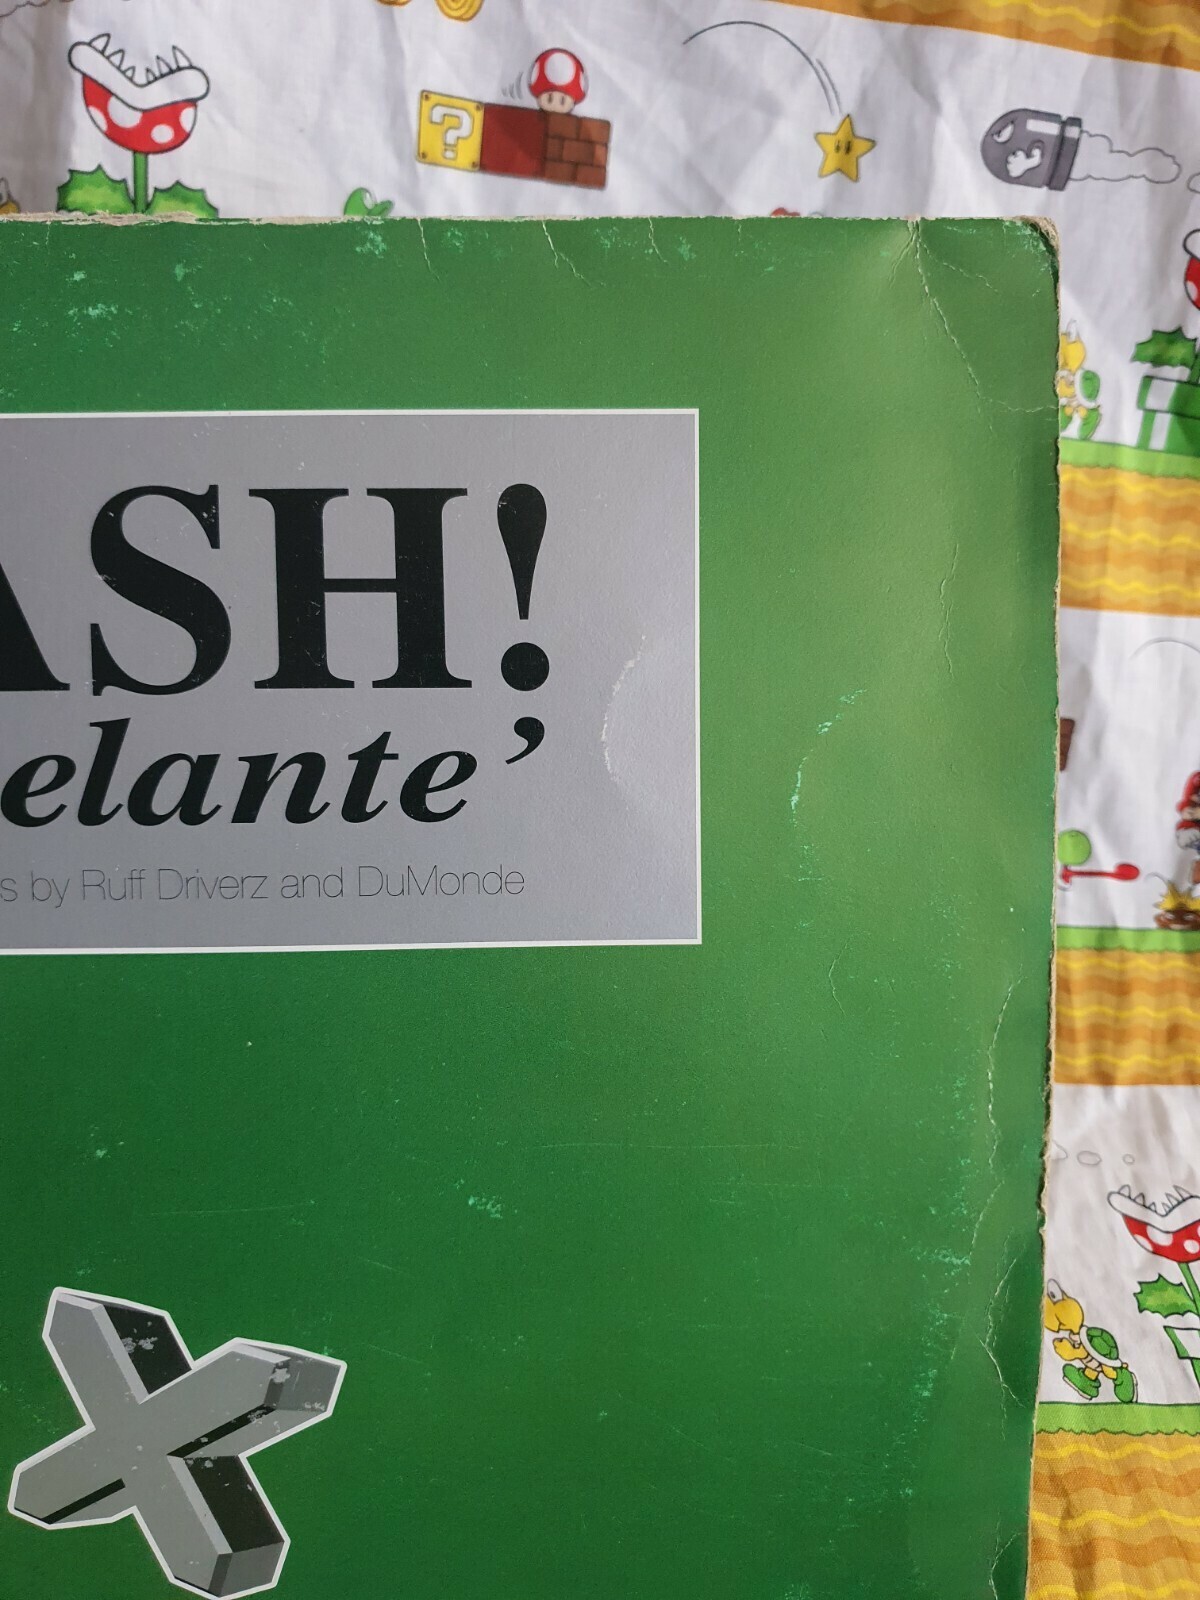 ASH!
elante’
s by Ruff Driverz and DuMonde
?
X